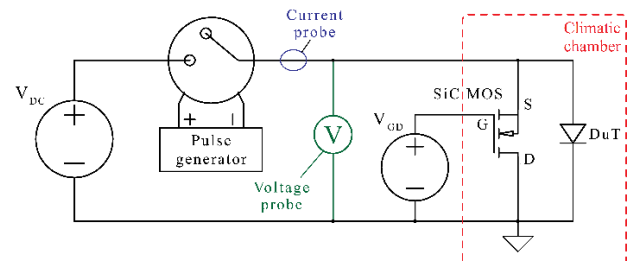 Current
probe
Climatic
chamber
V_DC
+
−
+ −
Pulse
generator
V
Voltage
probe
V_GD
+
−
SiC MOS
G
S
D
DuT